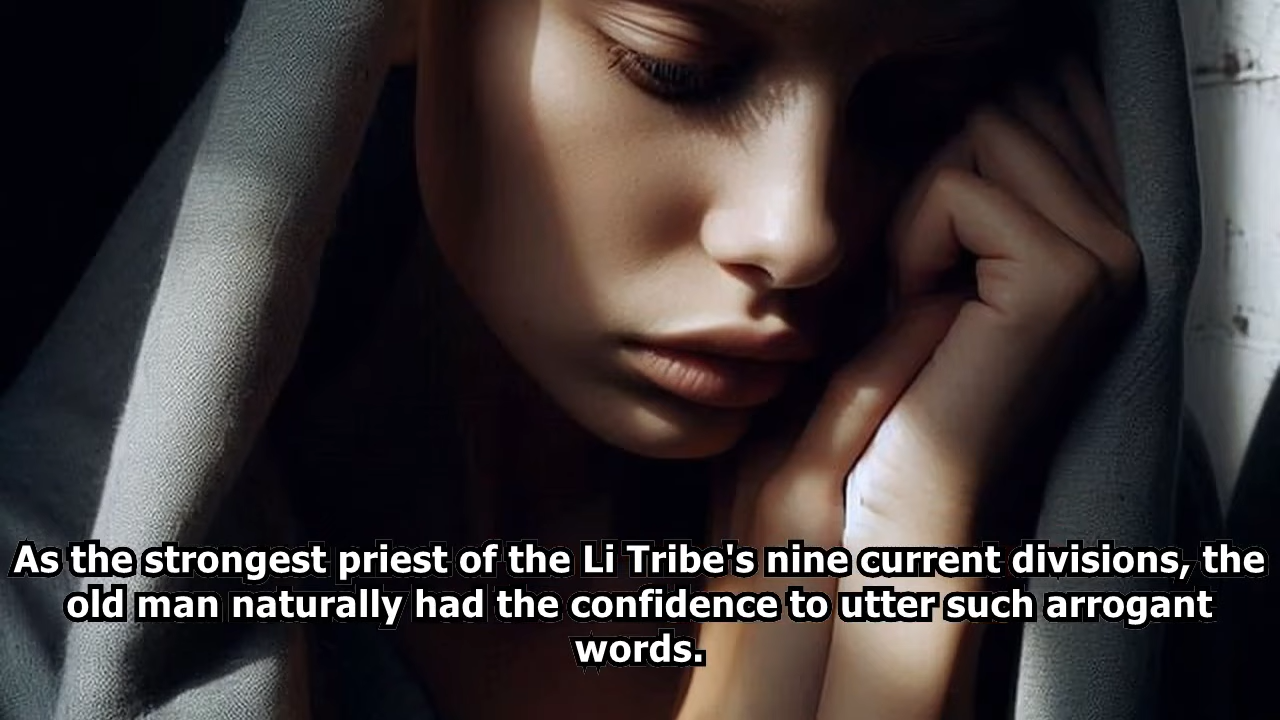 As the strongest priest of the Li Tribe's nine current divisions, the
old man naturally had the confidence to utter such arrogant
words.